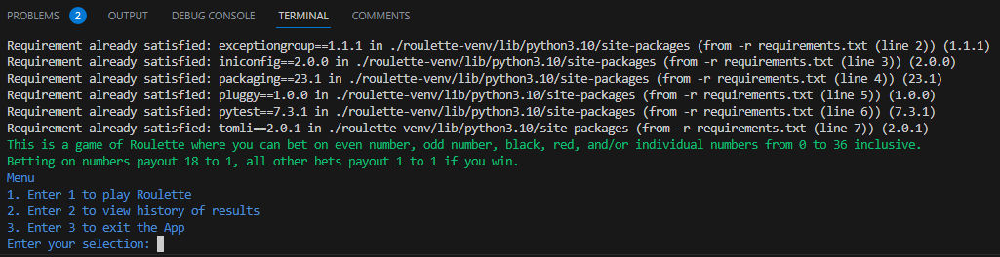 PROBLEMS 2 OUTPUT DEBUG CONSOLE TERMINAL COMMENTS
Requirement already satisfied: exceptiongroup==1.1.1 in ./roulette-venv/lib/python3.10/site-packages (from -r requirements.txt (line 2)) (1.1.1)
Requirement already satisfied: iniconfig==2.0.0 in ./roulette-venv/lib/python3.10/site-packages (from -r requirements.txt (line 3)) (2.0.0)
Requirement already satisfied: packaging==23.1 in ./roulette-venv/lib/python3.10/site-packages (from -r requirements.txt (line 4)) (23.1)
Requirement already satisfied: pluggy==1.0.0 in ./roulette-venv/lib/python3.10/site-packages (from -r requirements.txt (line 5)) (1.0.0)
Requirement already satisfied: pytest==7.3.1 in ./roulette-venv/lib/python3.10/site-packages (from -r requirements.txt (line 6)) (7.3.1)
Requirement already satisfied: tomli==2.0.1 in ./roulette-venv/lib/python3.10/site-packages (from -r requirements.txt (line 7)) (2.0.1)
This is a game of Roulette where you can bet on even number, odd number, black, red, and/or individual numbers from 0 to 36 inclusive.
Betting on numbers payout 18 to 1, all other bets payout 1 to 1 if you win.
Menu
1. Enter 1 to play Roulette
2. Enter 2 to view history of results
3. Enter 3 to exit the App
Enter your selection: